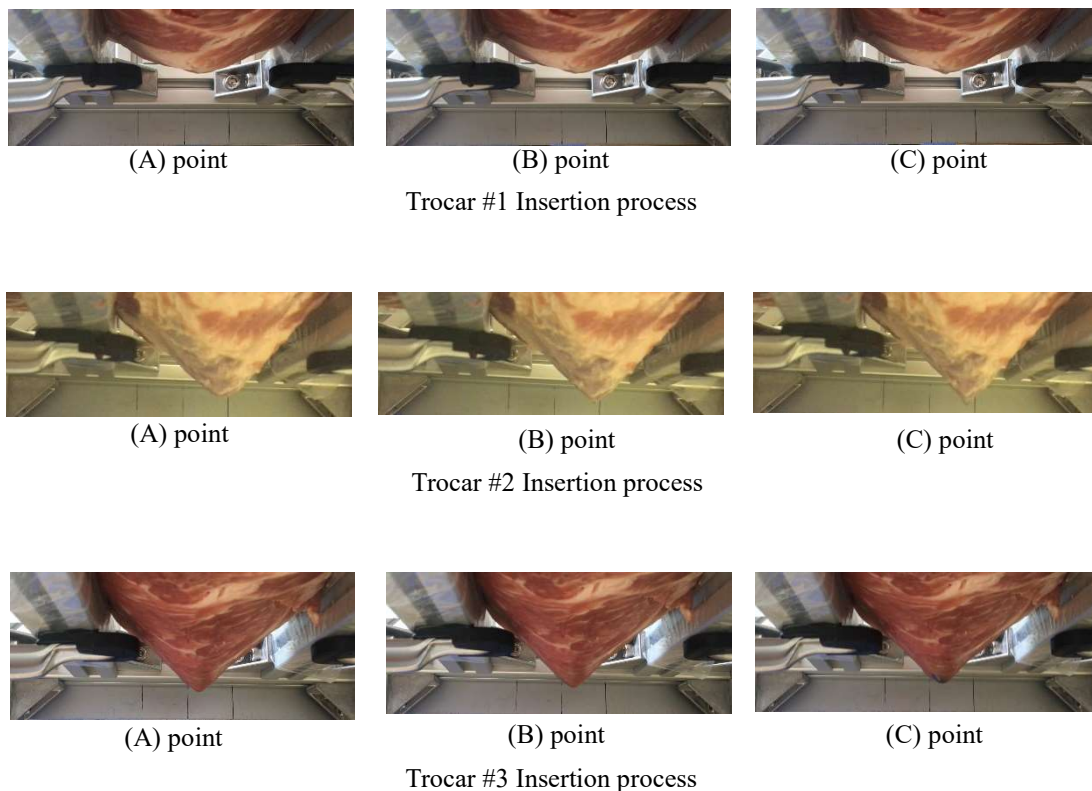 (A) point
(B) point
(C) point
Trocar #1 Insertion process
(A) point
(B) point
(C) point
Trocar #2 Insertion process
(A) point
(B) point
(C) point
Trocar #3 Insertion process